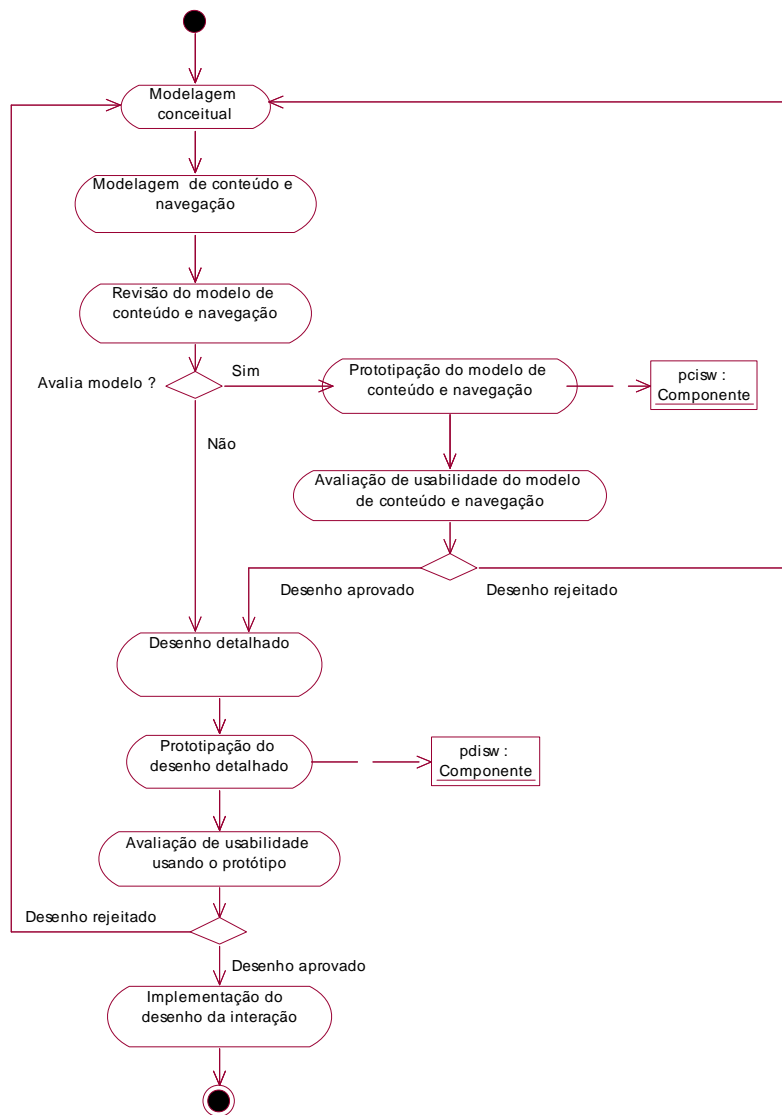 Modelagem
conceitual
Modelagem de conteúdo e
navegação
Revisão do modelo de
conteúdo e navegação
Avalia modelo ?
Sim
Prototipação do modelo de
conteúdo e navegação
pcisw :
Componente
Não
Avaliação de usabilidade do modelo
de conteúdo e navegação
Desenho aprovado
Desenho rejeitado
Desenho detalhado
Prototipação do
desenho detalhado
pdisw :
Componente
Avaliação de usabilidade
usando o protótipo
Desenho rejeitado
Desenho aprovado
Implementação do
desenho da interação